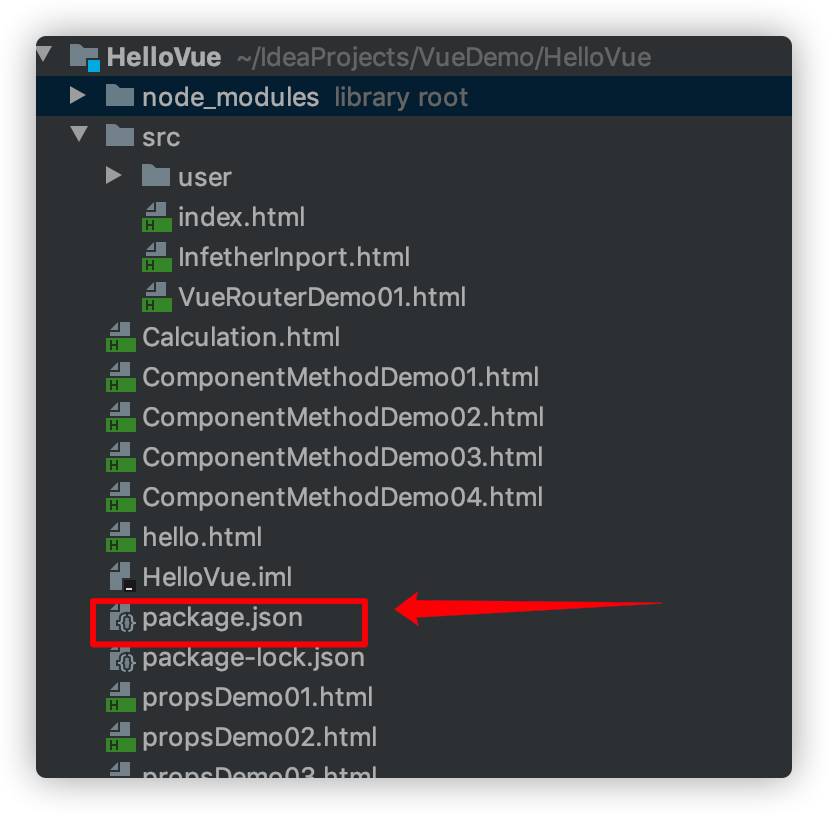 HelloVue ~/IdeaProjects/VueDemo/HelloVue
node_modules library root
src
user
index.html
InfetherInport.html
VueRouterDemo01.html
Calculation.html
ComponentMethodDemo01.html
ComponentMethodDemo02.html
ComponentMethodDemo03.html
ComponentMethodDemo04.html
hello.html
HelloVue.iml
package.json
package-lock.json
propsDemo01.html
propsDemo02.html
propsDemo03.html